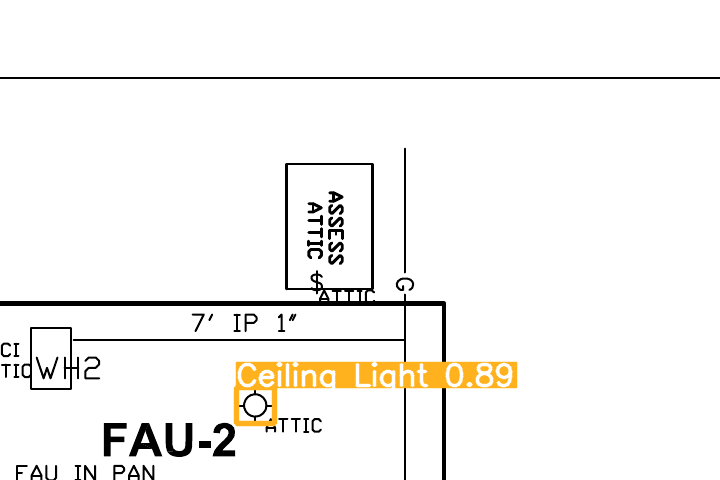 ASSESS
ATTIC
$
ATTIC
G
7' IP 1"
CI
TIC
WH2
Ceiling Light 0.89
ATTIC
FAU-2
FAU IN PAN